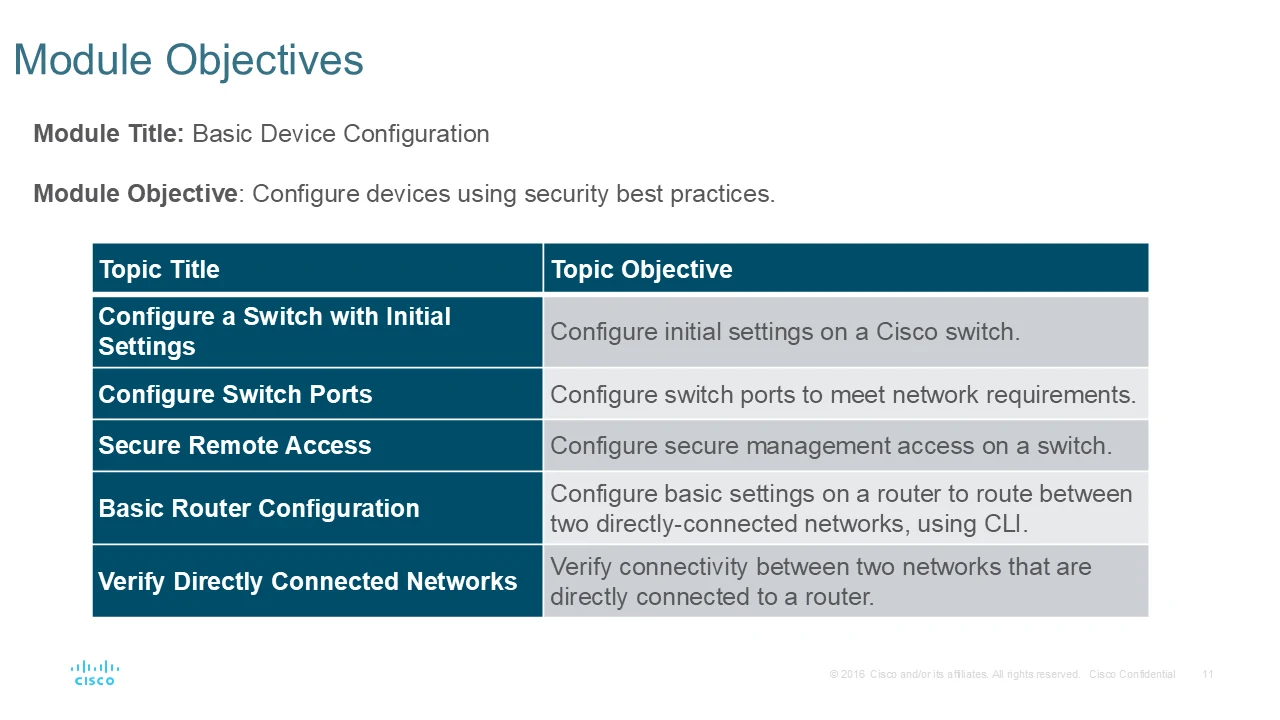 Module Objectives
Module Title: Basic Device Configuration
Module Objective: Configure devices using security best practices.
Topic Title
Topic Objective
Configure a Switch with Initial
Settings
Configure initial settings on a Cisco switch.
Configure Switch Ports
Configure switch ports to meet network requirements.
Secure Remote Access
Configure secure management access on a switch.
Basic Router Configuration
Configure basic settings on a router to route between
two directly-connected networks, using CLI.
Verify Directly Connected Networks
Verify connectivity between two networks that are
directly connected to a router.
CISCO
© 2016 Cisco and/or its affiliates. All rights reserved. Cisco Confidential
11